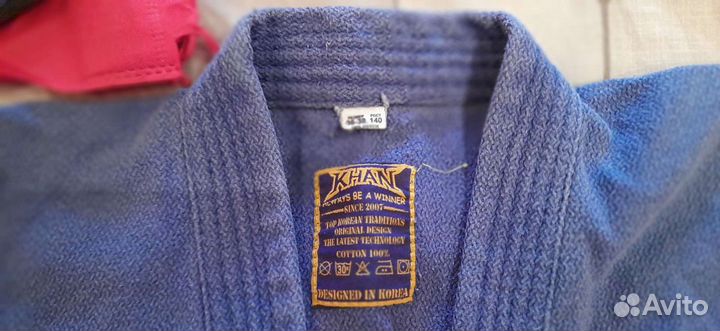 РОСТ
140
KHAN
ALWAYS BE A WINNER
SINCE 2007
TOP KOREAN TRADITIONS
ORIGINAL DESIGN
THE LATEST TECHNOLOGY
COTTON 100%
30°
DESIGNED IN KOREA
Avito